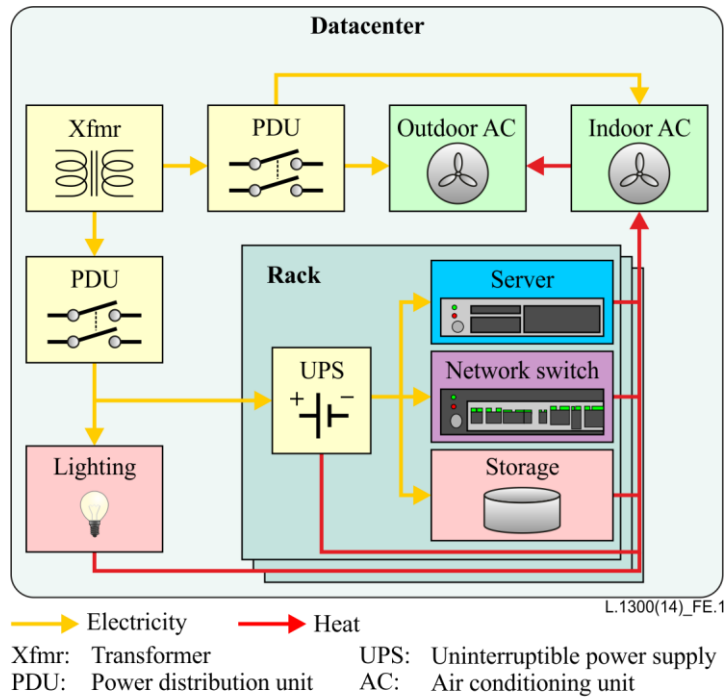 Datacenter
Xfmr
PDU
Outdoor AC
Indoor AC
PDU
Rack
Server
UPS
+ −
Network switch
Lighting
Storage
L.1300(14)_FE.1
Electricity
Heat
Xfmr: Transformer
UPS: Uninterruptible power supply
PDU: Power distribution unit
AC: Air conditioning unit